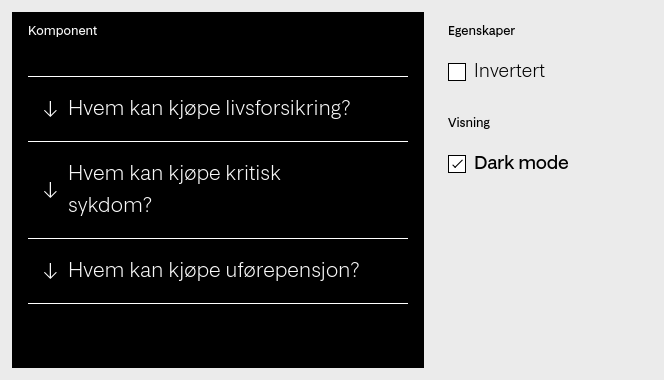 Komponent
Hvem kan kjøpe livsforsikring?
Hvem kan kjøpe kritisk
sykdom?
Hvem kan kjøpe uførepensjon?
Egenskaper
Invertert
Visning
Dark mode